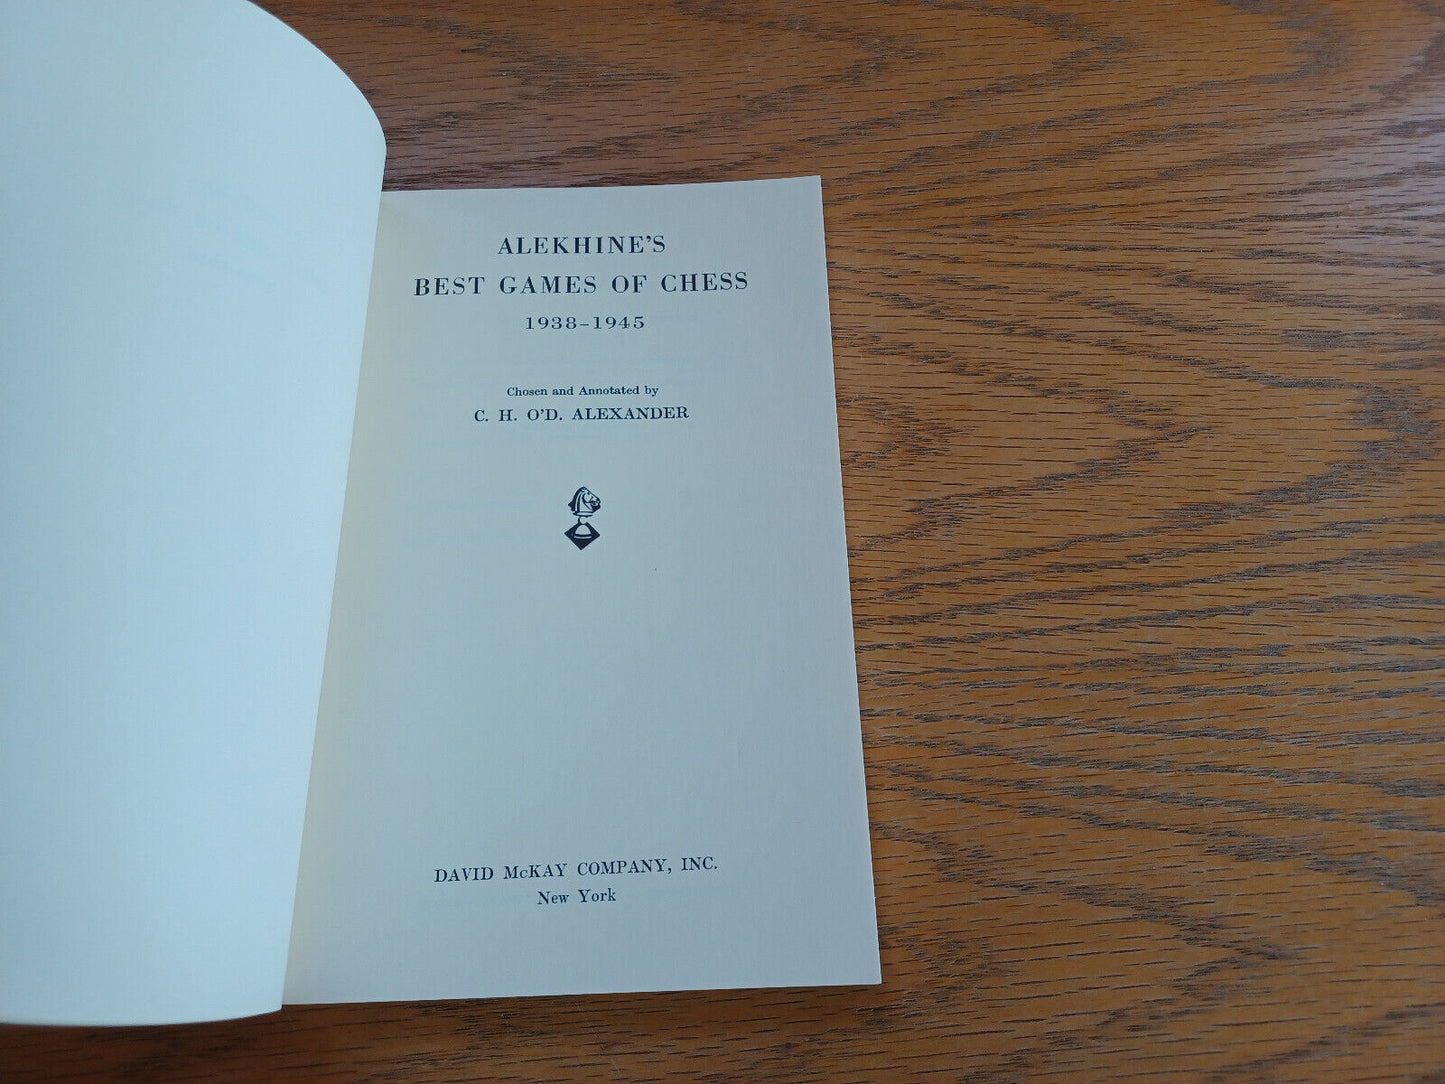 ALEKHINE'S
BEST GAMES OF CHESS
1938–1945
Chosen and Annotated by
C. H. O'D. ALEXANDER
DAVID McKAY COMPANY, INC.
New York